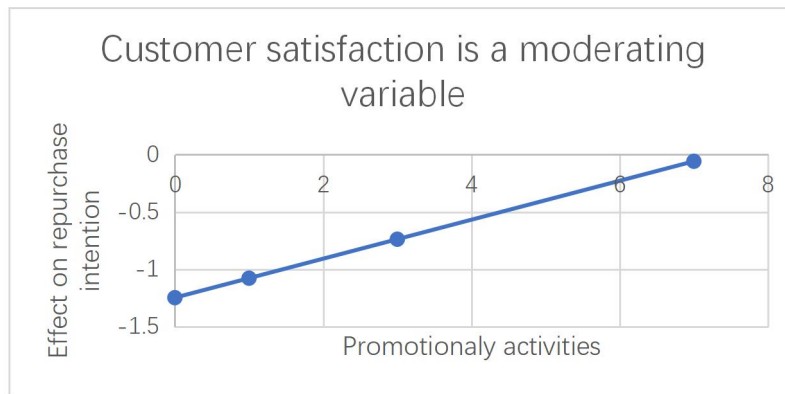 Customer satisfaction is a moderating
variable
Effect on repurchase
intention
0
-0.5
-1
-1.5
0 2 4 6 8
Promotionaly activities